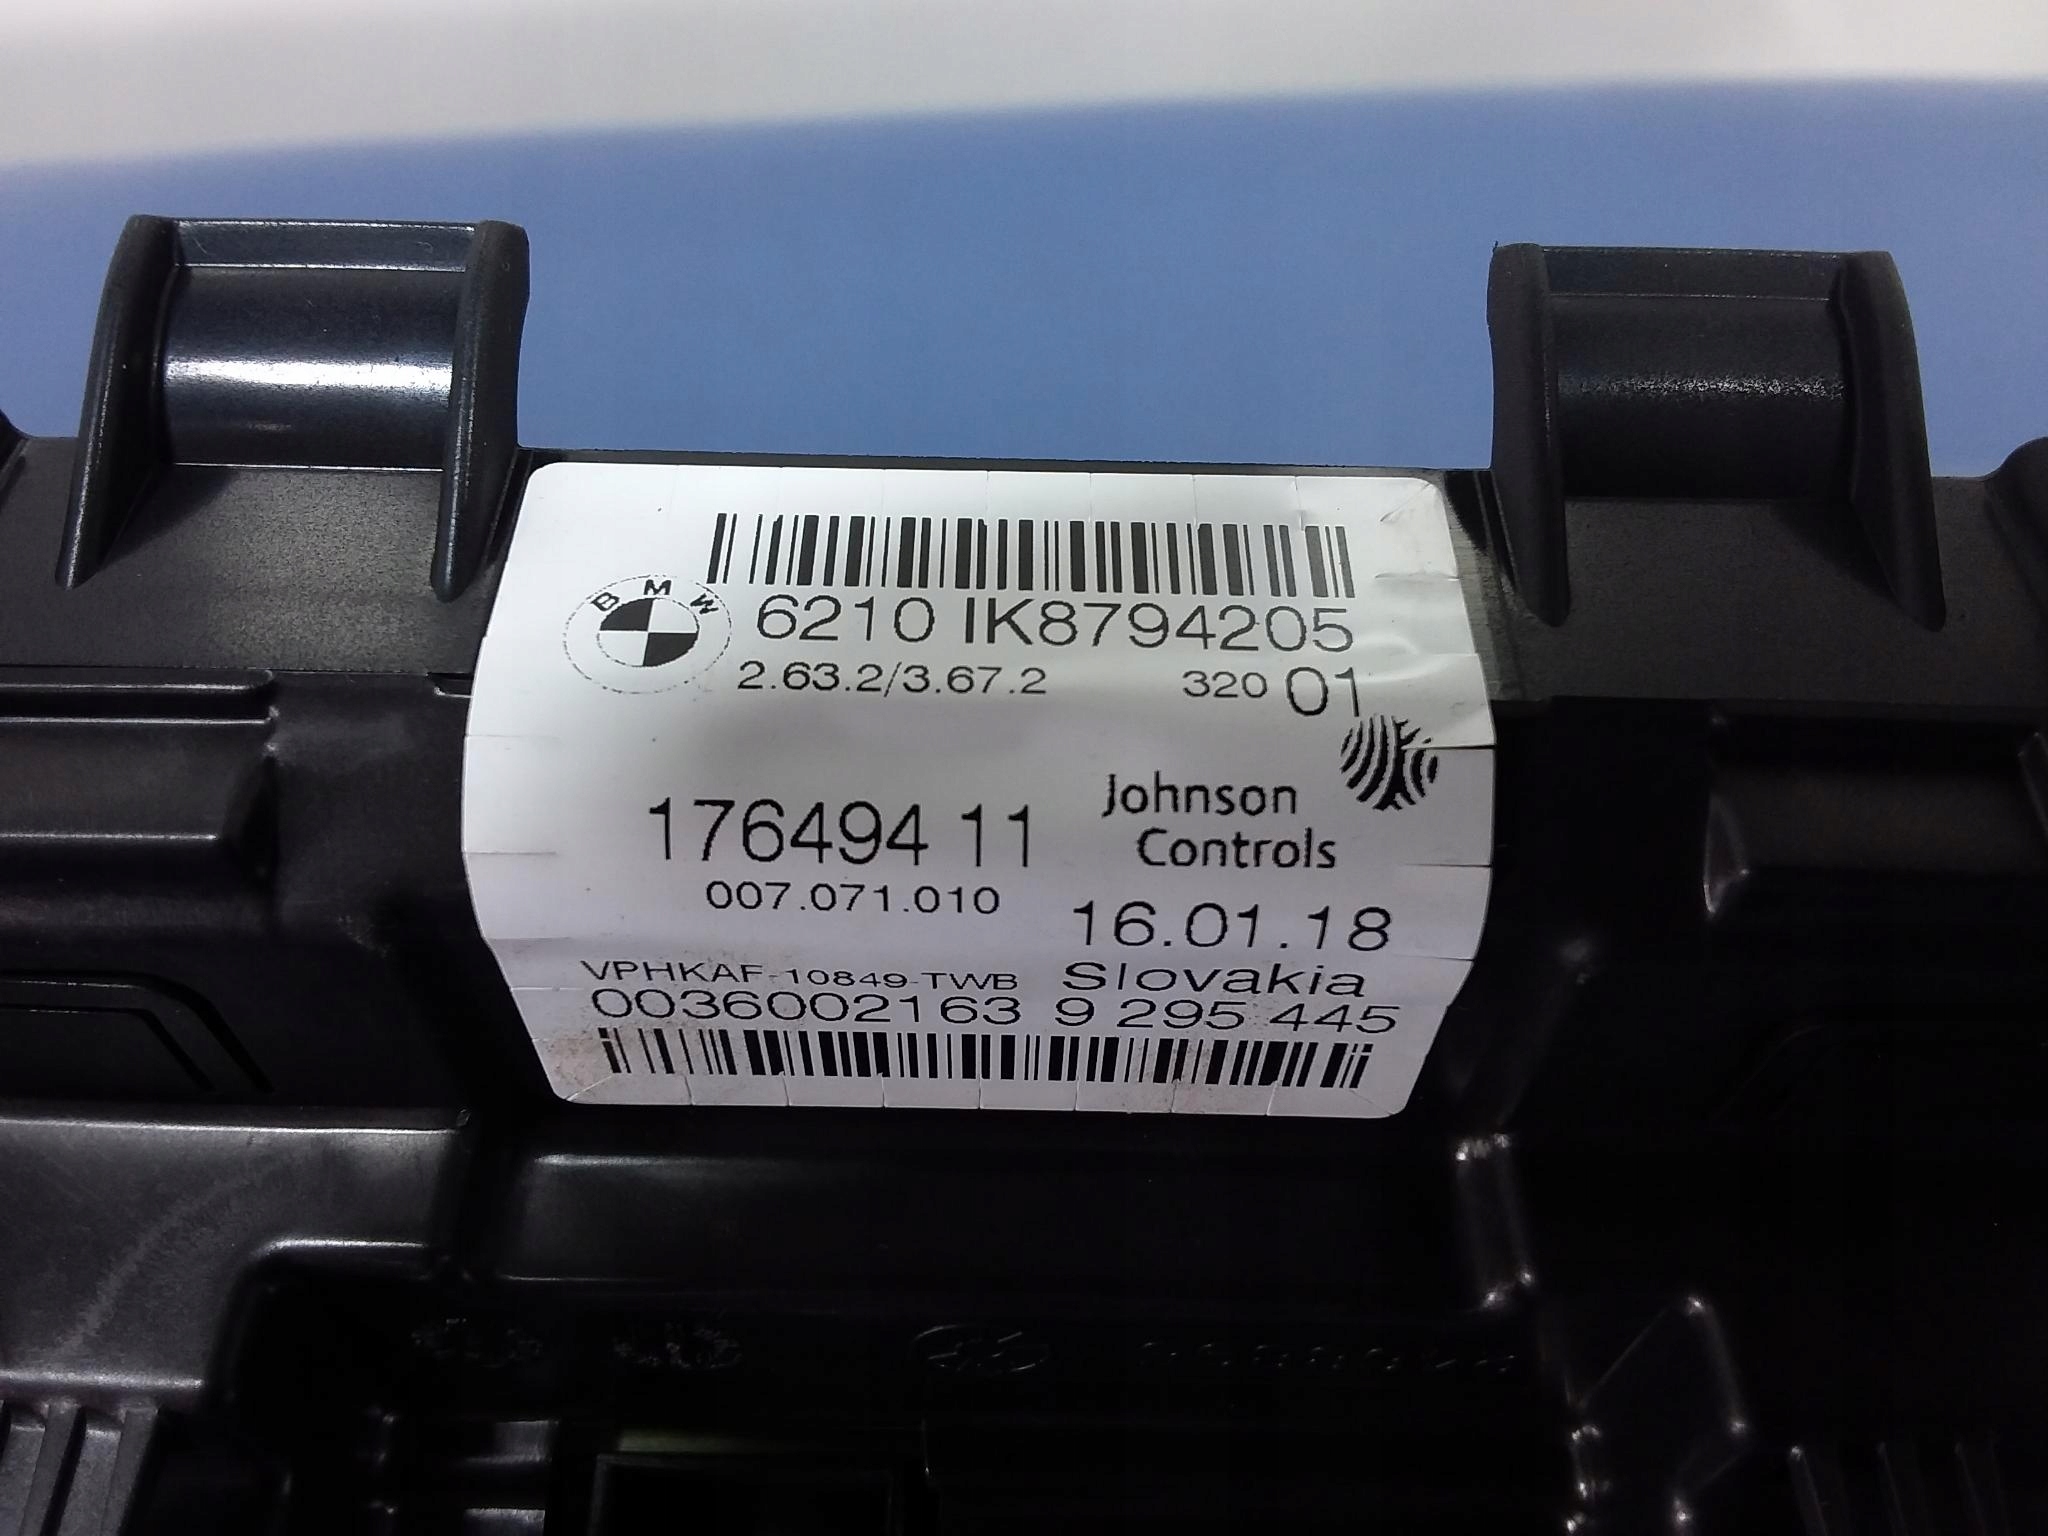 BMW
6210 IK8794205
2.63.2/3.67.2 320 01
Johnson
Controls
176494 11
007.071.010
16.01.18
VPHKAF-10849-TWB Slovakia
0036002163 9 295 445